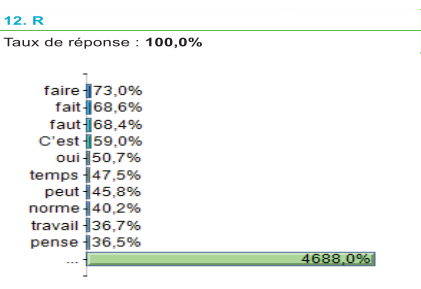 12. R
Taux de réponse : 100,0%
faire 73,0%
fait 68,6%
faut 68,4%
C'est 59,0%
oui 50,7%
temps 47,5%
peut 45,8%
norme 40,2%
travail 36,7%
pense 36,5%
... 4688,0%